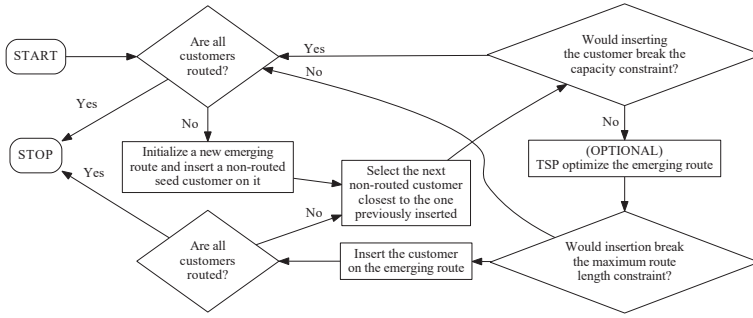 START
Are all
customers
routed?
Yes
Would inserting
the customer break the
capacity constraint?
No
Yes
No
No
STOP
Initialize a new emerging
route and insert a non-routed
seed customer on it
Select the next
non-routed customer
closest to the one
previously inserted
(OPTIONAL)
TSP optimize the emerging route
Yes
No
Are all
customers
routed?
Insert the customer
on the emerging route
Would insertion break
the maximum route
length constraint?